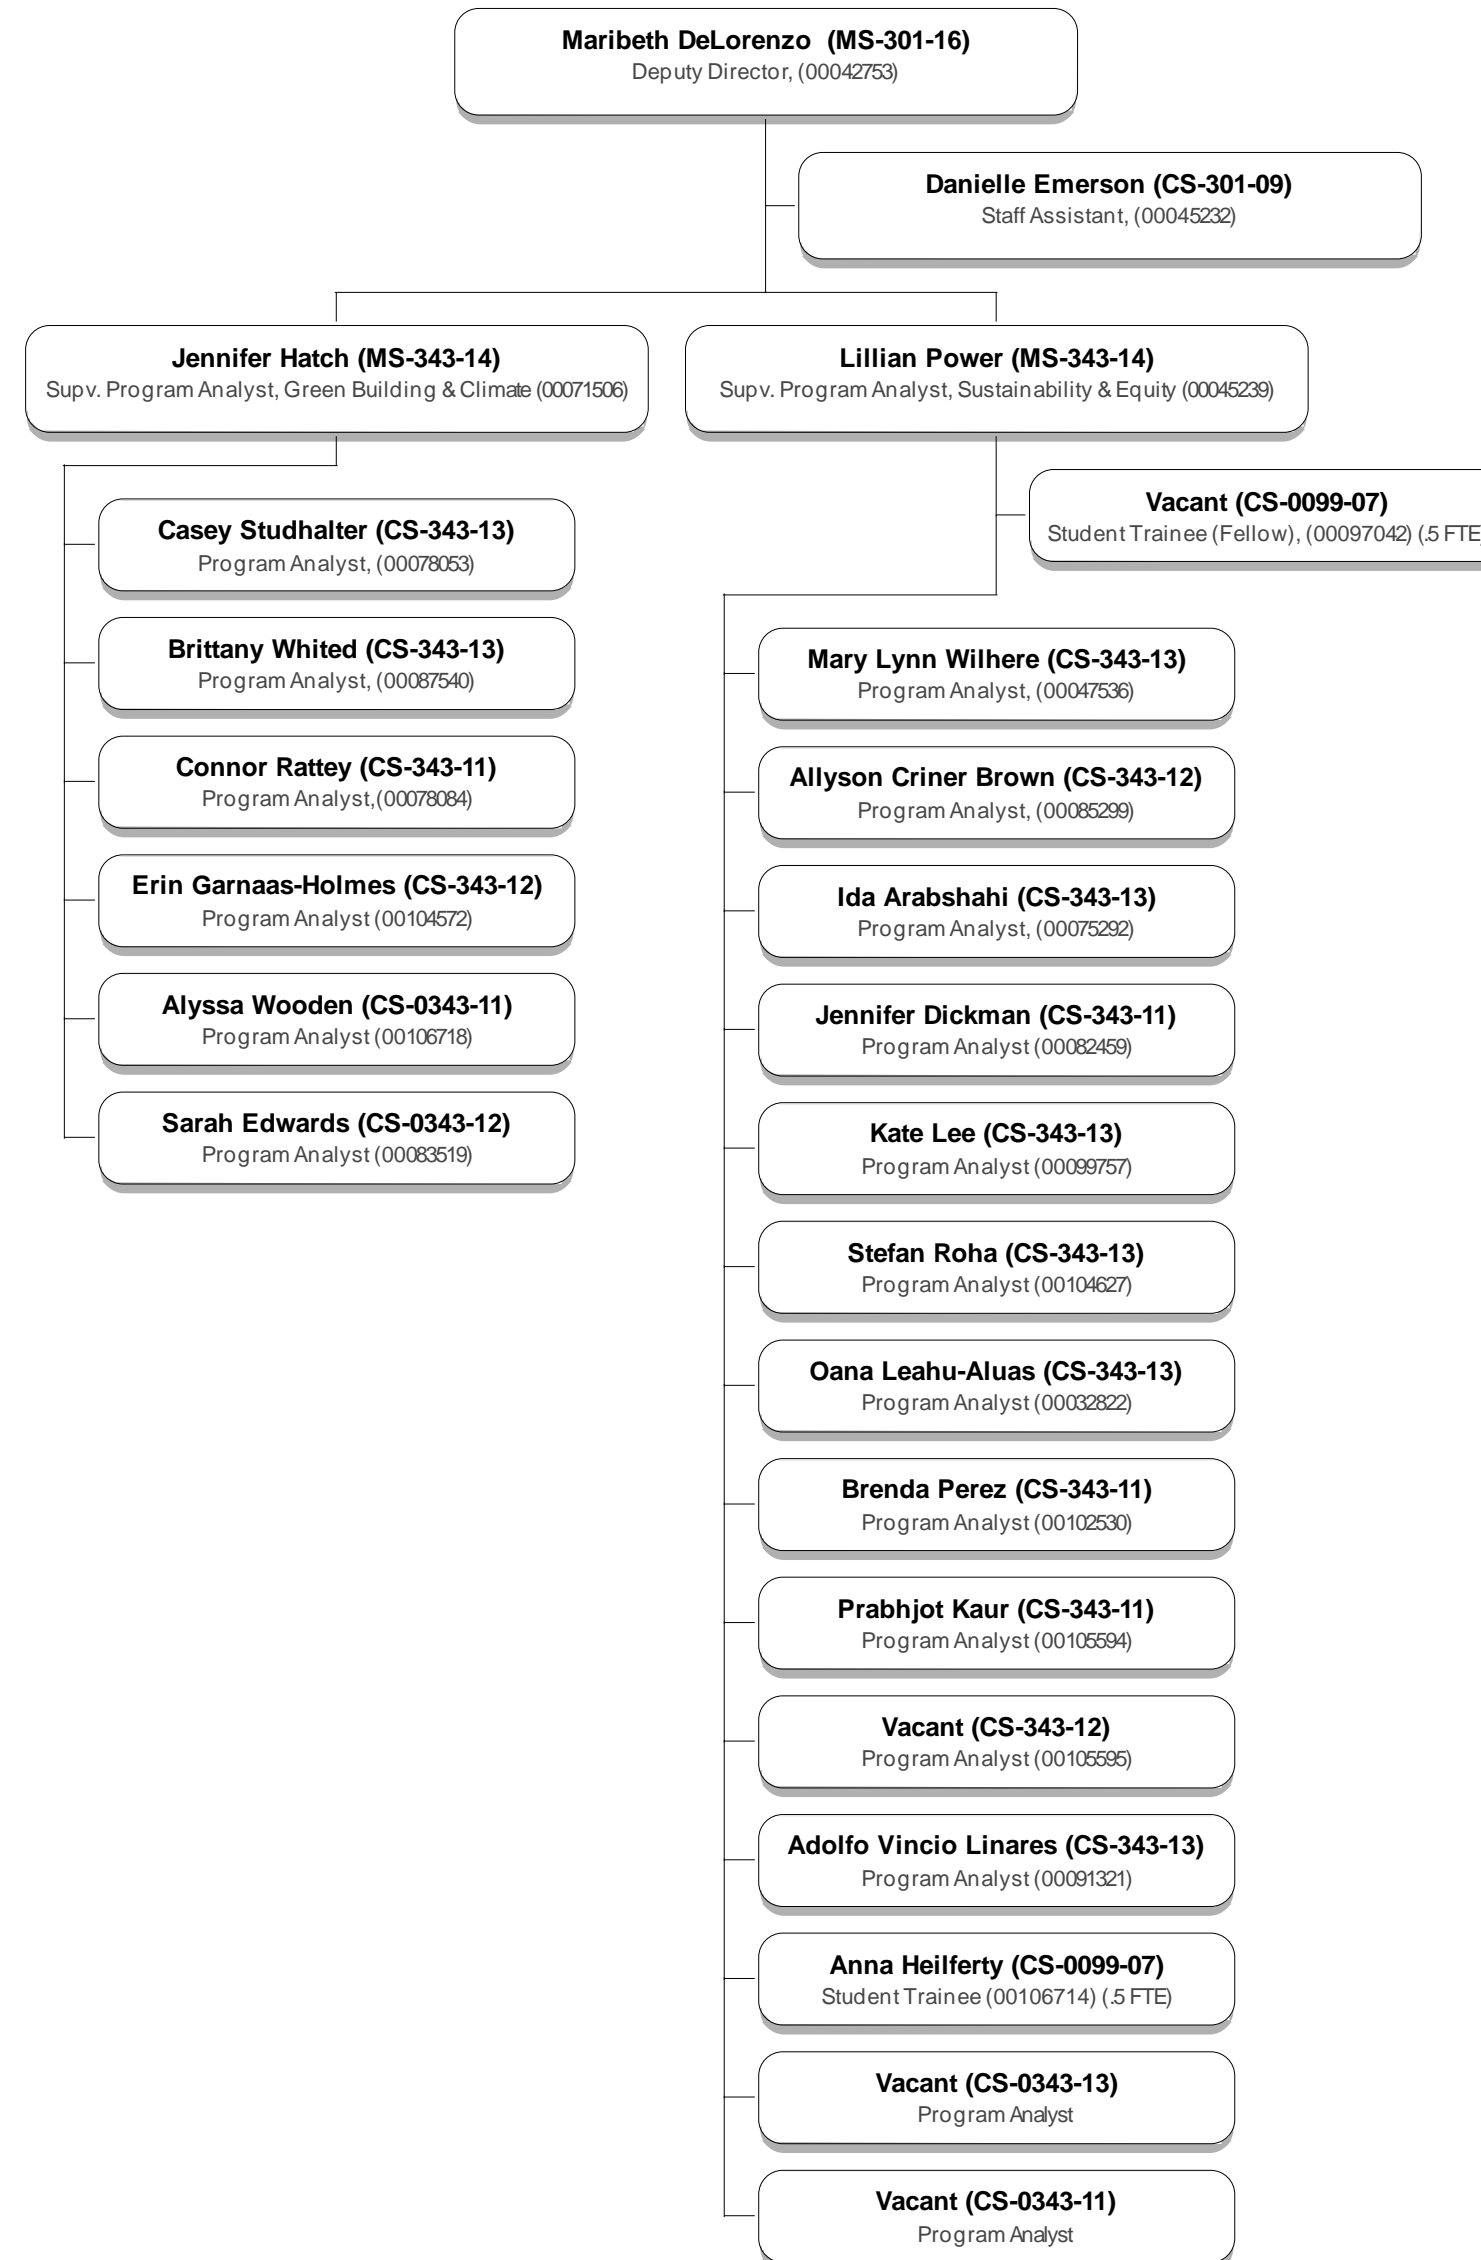 Maribeth DeLorenzo  (MS-301-16)
Deputy Director, (00042753)
Danielle Emerson (CS-301-09)
Staff Assistant, (00045232)
Jennifer Hatch (MS-343-14)
Supv. Program Analyst, Green Building & Climate (00071506)
Lillian Power (MS-343-14)
Supv. Program Analyst, Sustainability & Equity (00045239)
Casey Studhalter (CS-343-13)
Program Analyst, (00078053)
Brittany Whited (CS-343-13)
Program Analyst, (00087540)
Connor Rattey (CS-343-11)
Program Analyst,(00078084)
Erin Garnaas-Holmes (CS-343-12)
Program Analyst (00104572)
Alyssa Wooden (CS-0343-11)
Program Analyst (00106718)
Sarah Edwards (CS-0343-12)
Program Analyst (00083519)
Vacant (CS-0099-07)
Student Trainee (Fellow), (00097042) (.5 FTE)
Mary Lynn Wilhere (CS-343-13)
Program Analyst, (00047536)
Allyson Criner Brown (CS-343-12)
Program Analyst, (00085299)
Ida Arabshahi (CS-343-13)
Program Analyst, (00075292)
Jennifer Dickman (CS-343-11)
Program Analyst (00082459)
Kate Lee (CS-343-13)
Program Analyst (00099757)
Stefan Roha (CS-343-13)
Program Analyst (00104627)
Oana Leahu-Aluas (CS-343-13)
Program Analyst (00032822)
Brenda Perez (CS-343-11)
Program Analyst (00102530)
Prabhjot Kaur (CS-343-11)
Program Analyst (00105594)
Vacant (CS-343-12)
Program Analyst (00105595)
Adolfo Vincio Linares (CS-343-13)
Program Analyst (00091321)
Anna Heilferty (CS-0099-07)
Student Trainee (00106714) (.5 FTE)
Vacant (CS-0343-13)
Program Analyst
Vacant (CS-0343-11)
Program Analyst